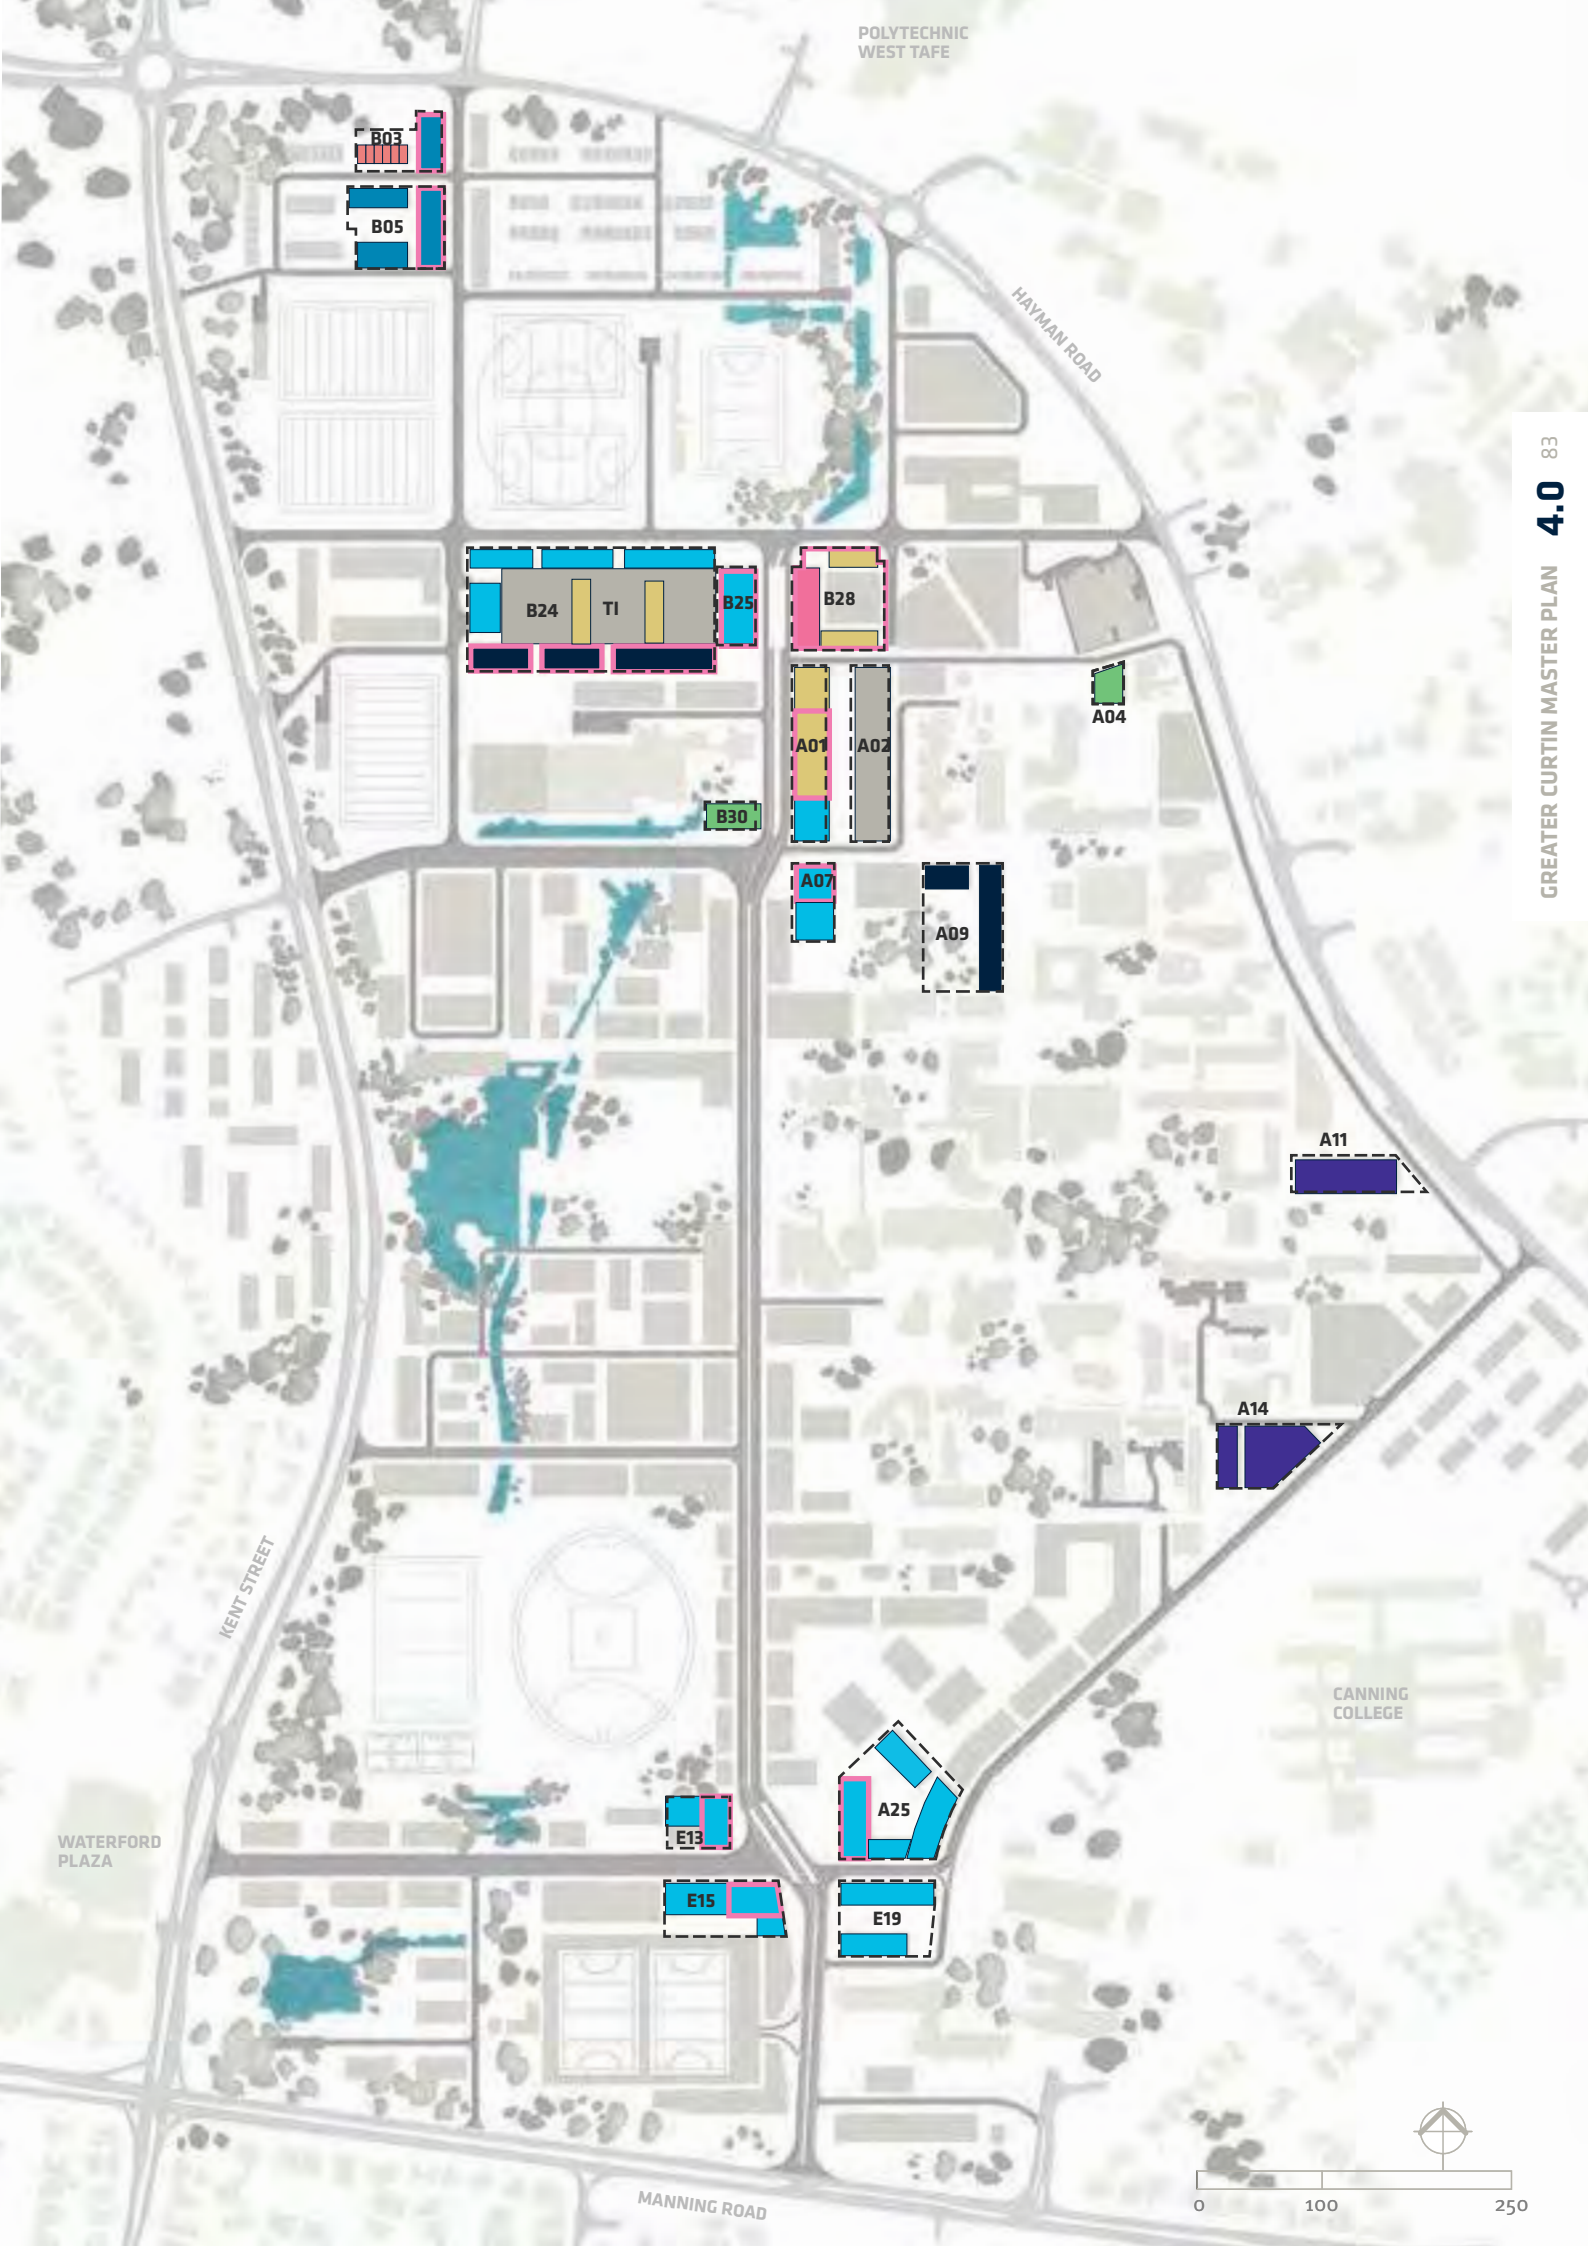 POLYTECHNIC
WEST TAFE
B03
B05
HAYMAN ROAD
83
4.0
GREATER CURTIN MASTER PLAN
B24
TI
B25
B28
A04
A01
A02
B30
A07
A09
A11
A14
KENT STREET
CANNING
COLLEGE
A25
WATERFORD
PLAZA
E13
E15
E19
MANNING ROAD
0
100
250